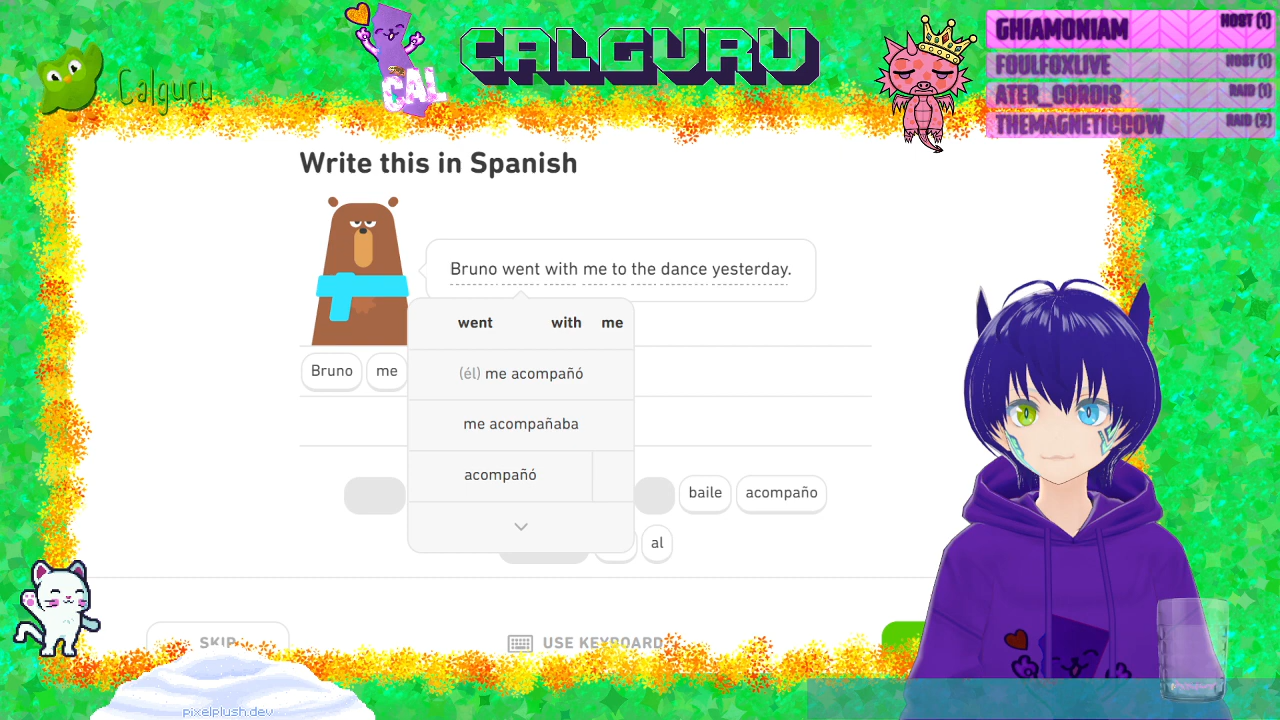 Calguru
CAL
CALGURU
GHIAMONIAM HOST (1)
FOULFOXLIVE HOST (1)
ATER_CORDIS RAID (1)
THEMAGNETICCOW RAID (2)
Write this in Spanish
Bruno went with me to the dance yesterday.
went with me
(él) me acompañó
me acompañaba
acompañó
Bruno me
baile acompaño
al
SKIP
USE KEYBOARD
pixelplush.dev